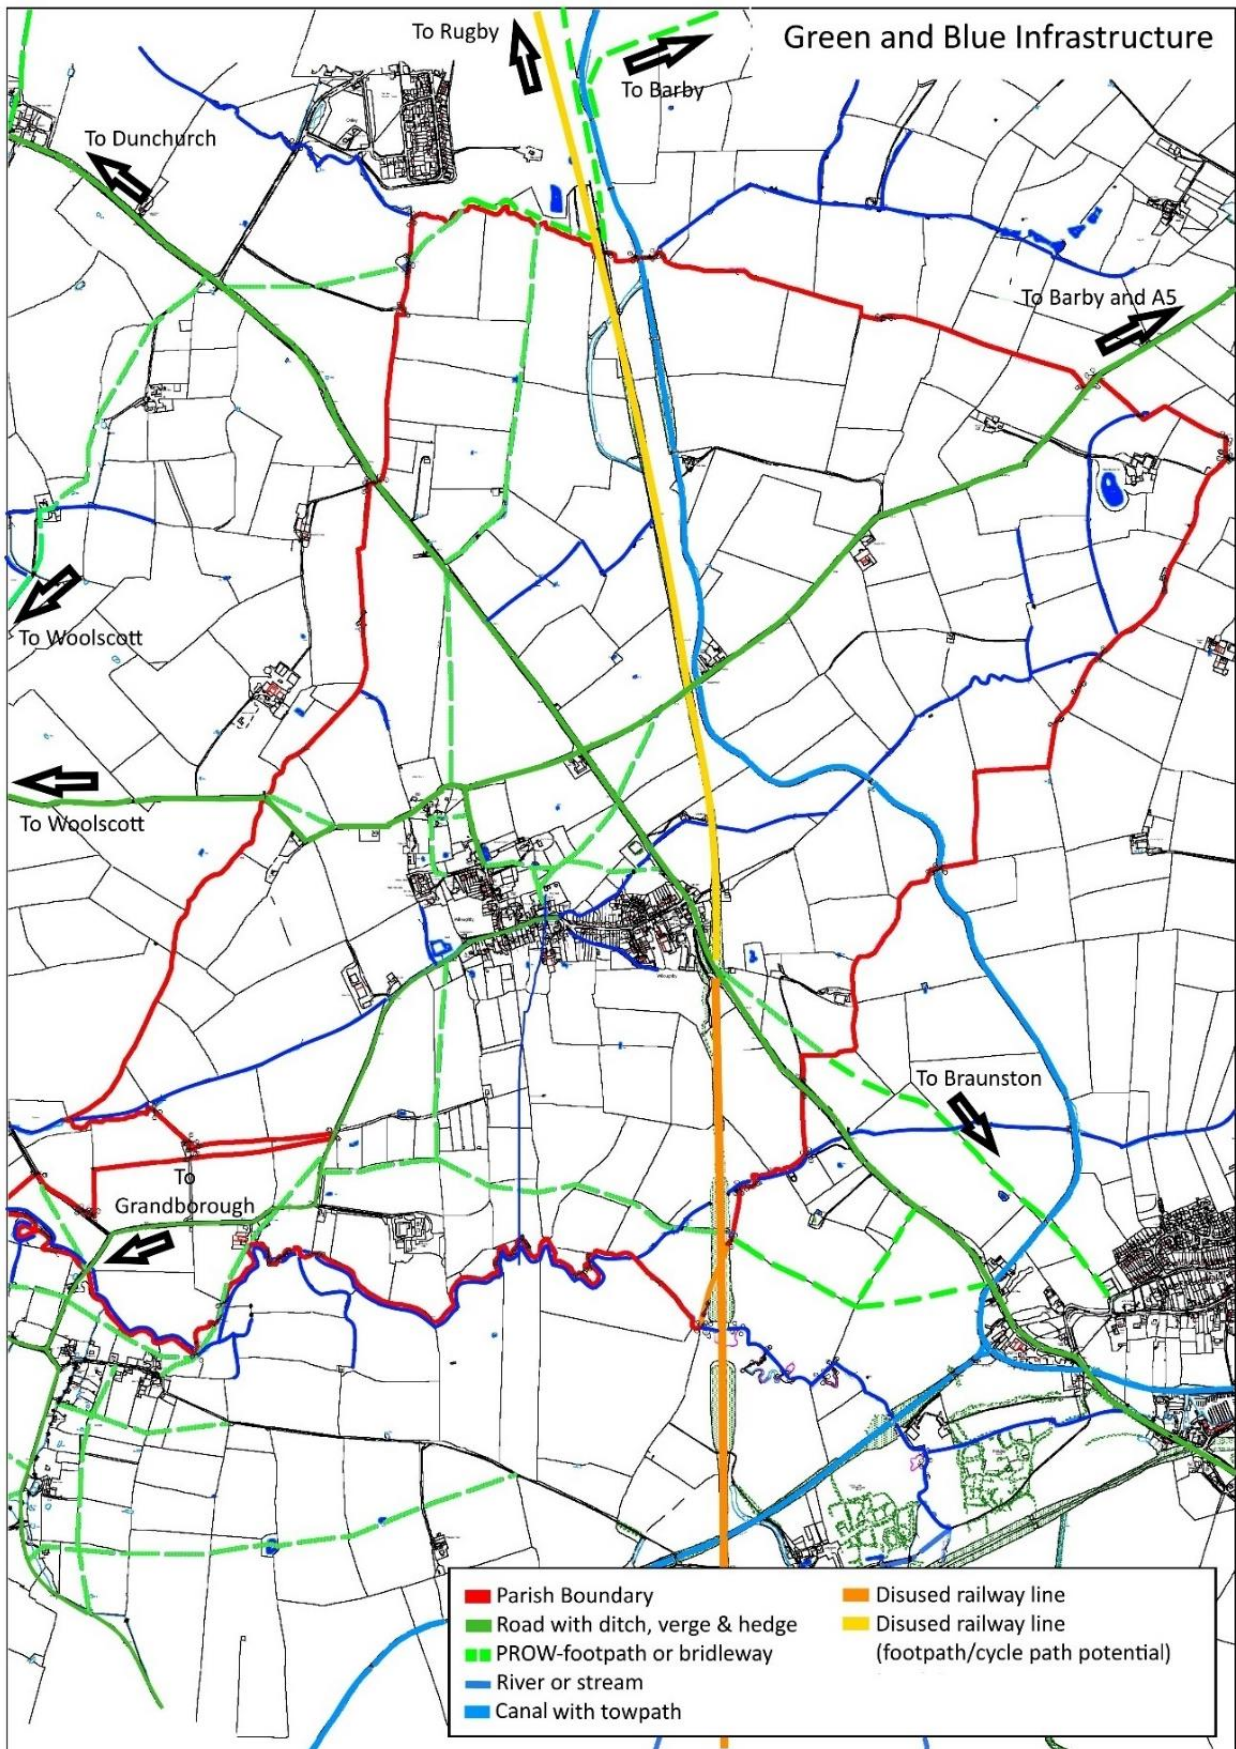 To Rugby
Green and Blue Infrastructure
To Barby
To Dunchurch
To Barby and A5
To Woolscott
To Woolscott
To Braunston
To
Grandborough
Parish Boundary
Road with ditch, verge & hedge
PROW-footpath or bridleway
River or stream
Canal with towpath
Disused railway line
Disused railway line
(footpath/cycle path potential)